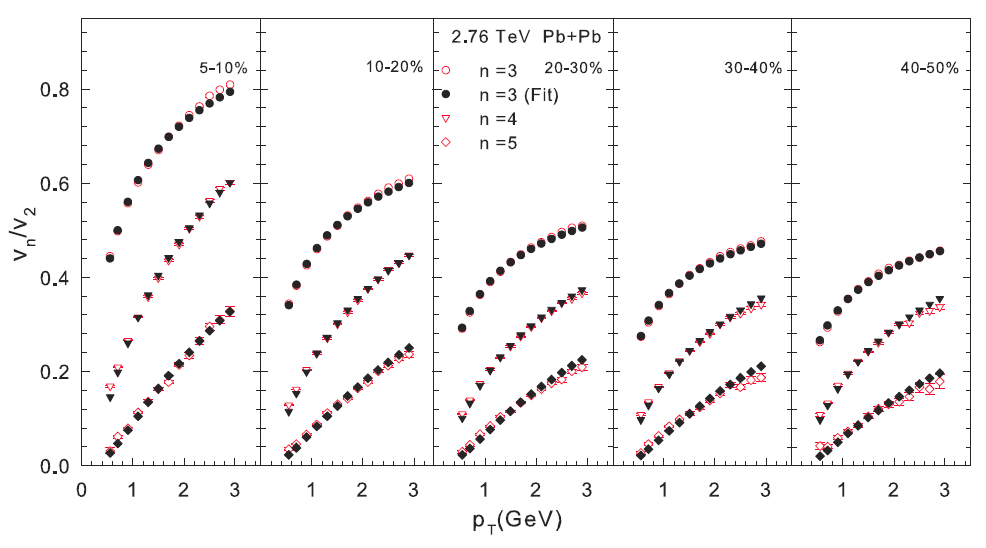 2.76 TeV Pb+Pb
5-10%
10-20%
20-30%
30-40%
40-50%
n =3
n =3 (Fit)
n =4
n =5
0.8
0.6
0.4
0.2
0.0
v_n/v_2
0 1 2 3 1 2 3 1 2 3 1 2 3 1 2 3
p_T(GeV)